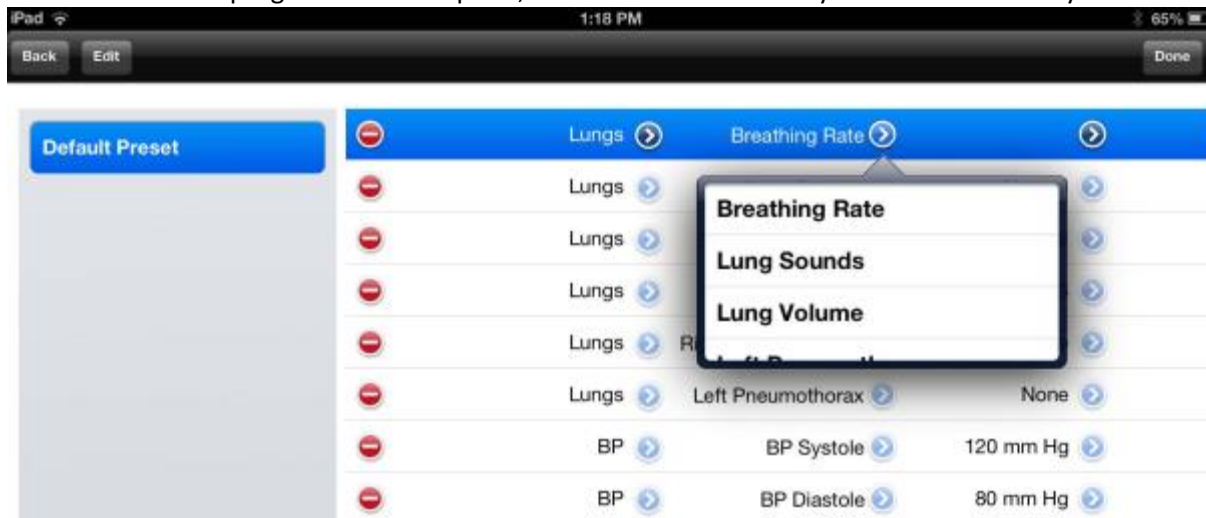 iPad 1:18 PM 65%
Back Edit Done
Default Preset
Lungs Breathing Rate
Lungs
Breathing Rate
Lungs
Lung Sounds
Lungs
Lung Volume
Lungs
Lungs Left Pneumothorax None
BP BP Systole 120 mm Hg
BP BP Diastole 80 mm Hg